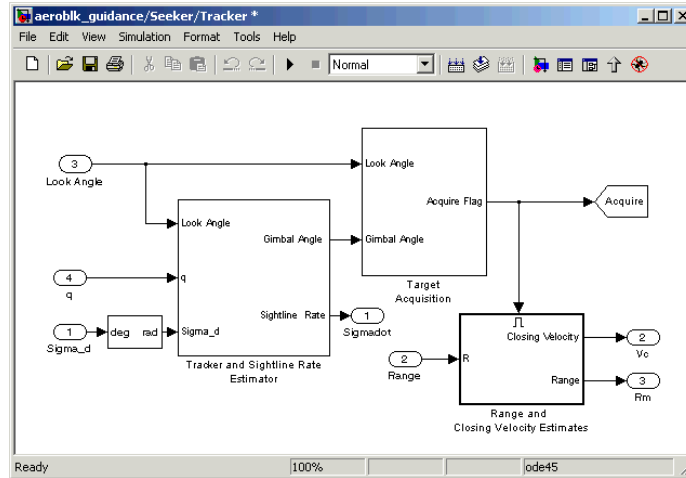 aeroblk_guidance/Seeker/Tracker *
File Edit View Simulation Format Tools Help
Normal
3
Look Angle
Look Angle
Acquire Flag
Gimbal Angle
Target
Acquisition
Acquire
Look Angle
Gimbal Angle
q
Sightline Rate
Sigma_d
Tracker and Sightline Rate
Estimator
4
q
1
Sigma_d
deg rad
1
Sigmadot
2
Range
Closing Velocity
R
Range
Range and
Closing Velocity Estimates
2
Vc
3
Rm
Ready 100% ode45